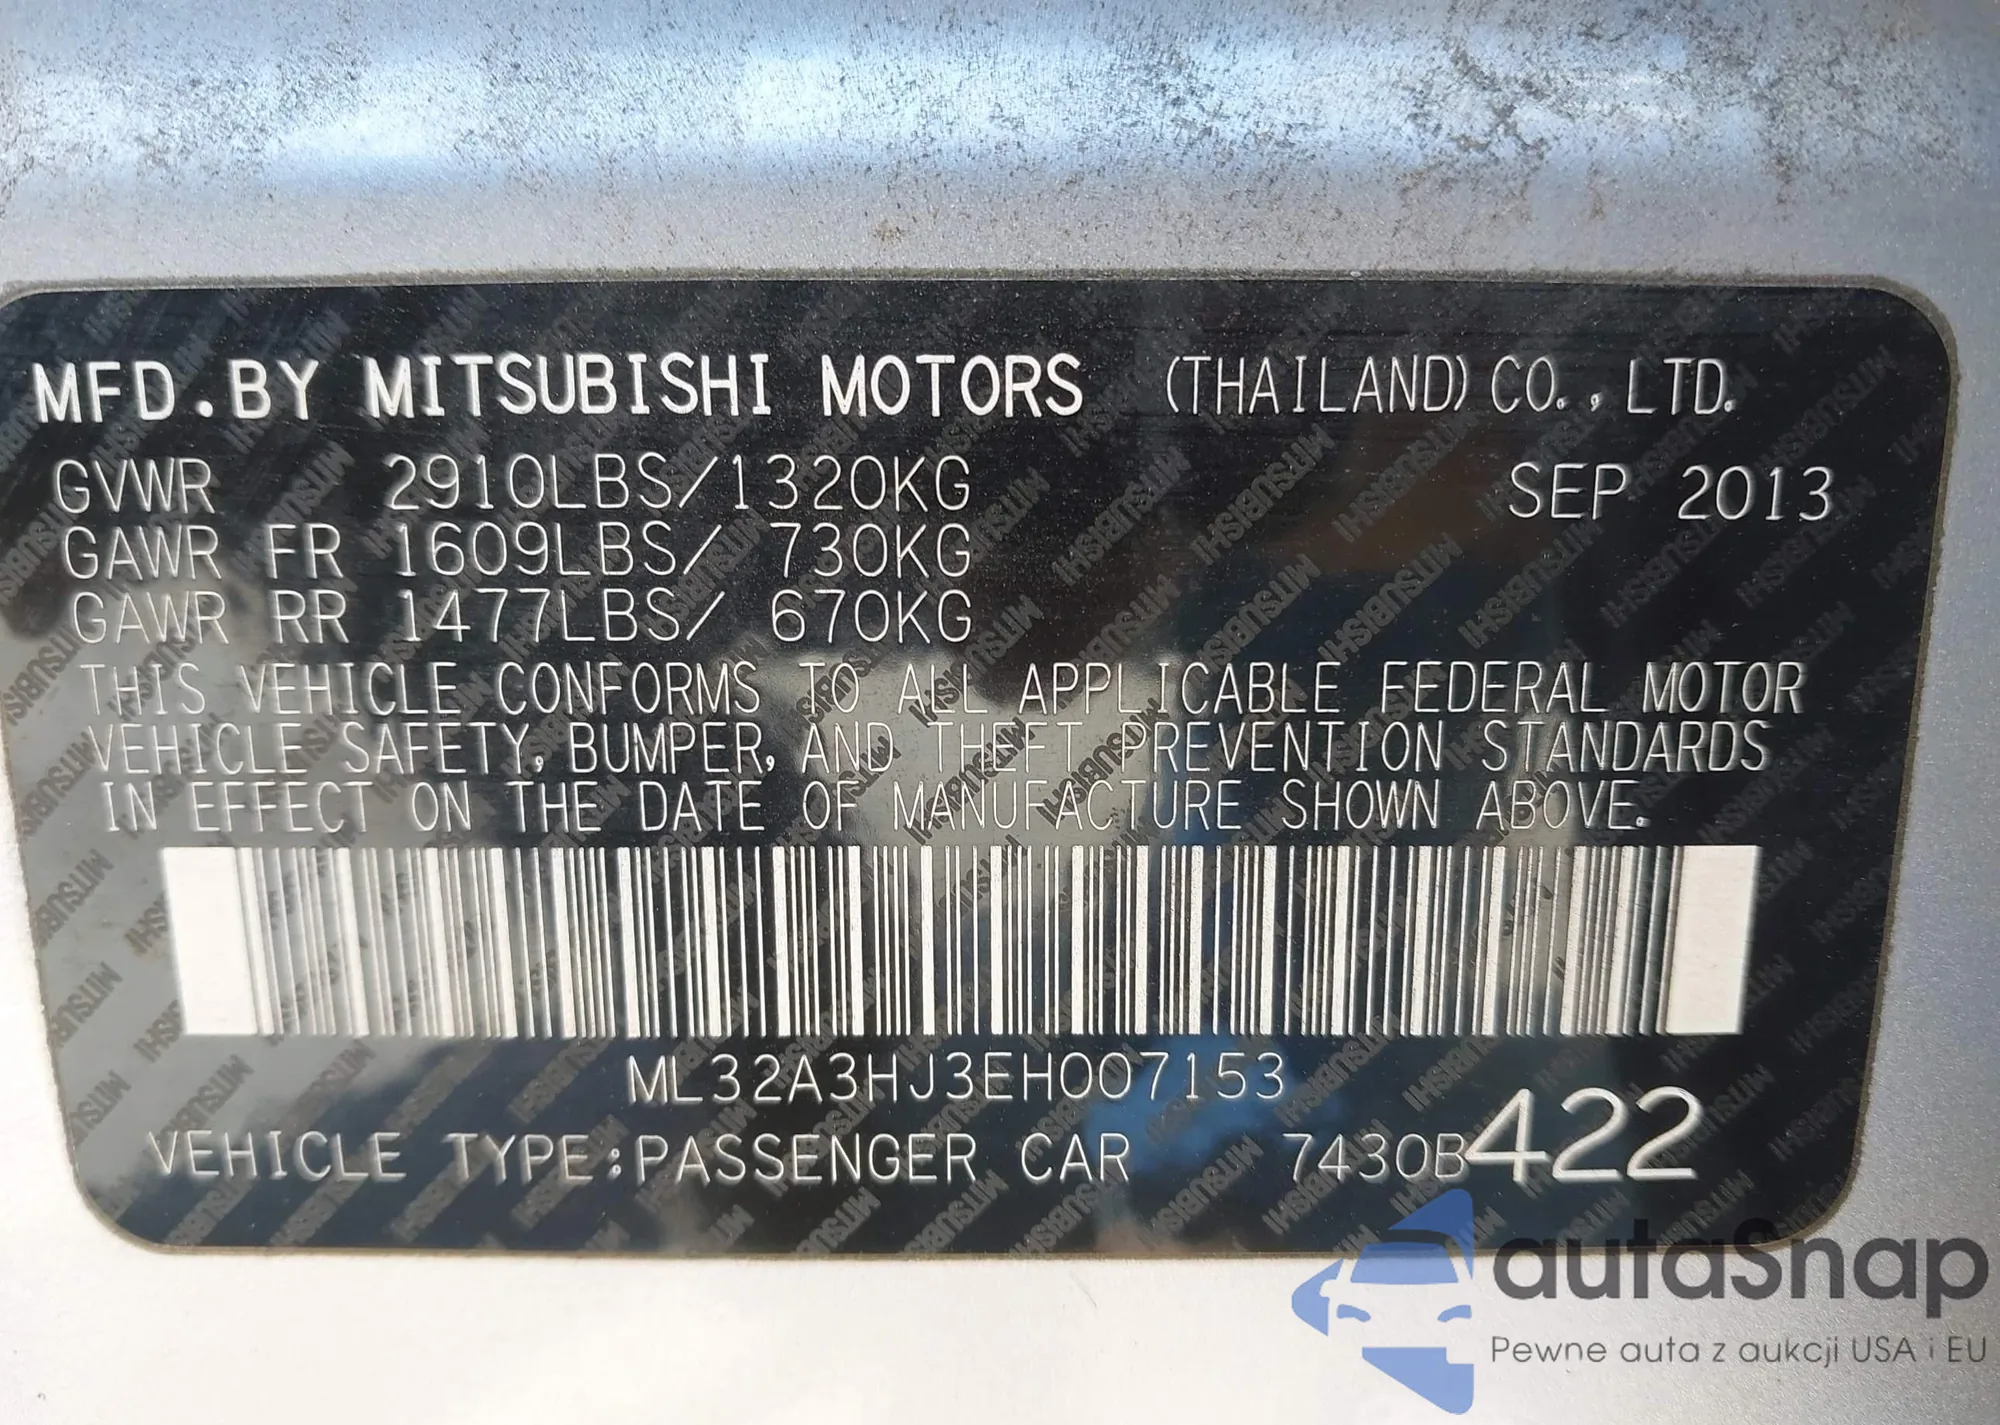 MFD.BY MITSUBISHI MOTORS (THAILAND) CO., LTD.
GVWR 2910LBS/1320KG SEP 2013
GAWR FR 1609LBS/ 730KG
GAWR RR 1477LBS/ 670KG
THIS VEHICLE CONFORMS TO ALL APPLICABLE FEDERAL MOTOR
VEHICLE SAFETY, BUMPER, AND THEFT PREVENTION STANDARDS
IN EFFECT ON THE DATE OF MANUFACTURE SHOWN ABOVE.
ML32A3HJ3EH007153
VEHICLE TYPE:PASSENGER CAR 7430B422
autaSnap
Pewne auta z aukcji USA i EU